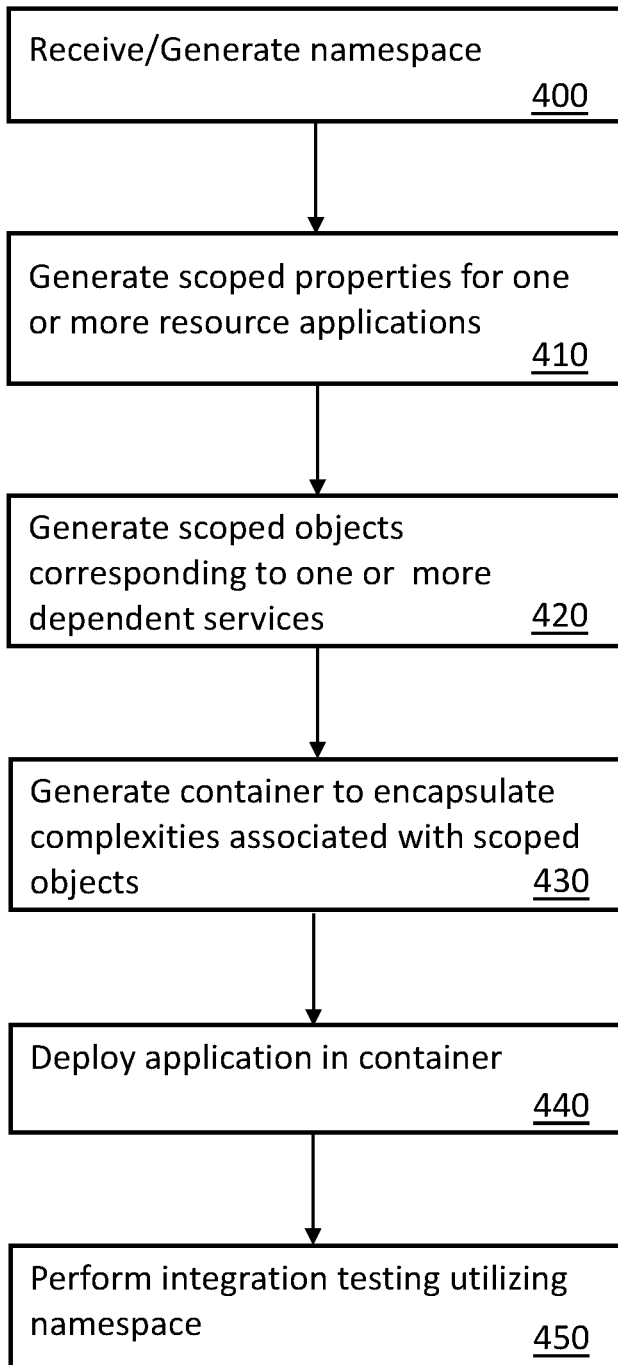 Receive/Generate namespace
400
Generate scoped properties for one
or more resource applications
410
Generate scoped objects
corresponding to one or more
dependent services
420
Generate container to encapsulate
complexities associated with scoped
objects
430
Deploy application in container
440
Perform integration testing utilizing
namespace
450